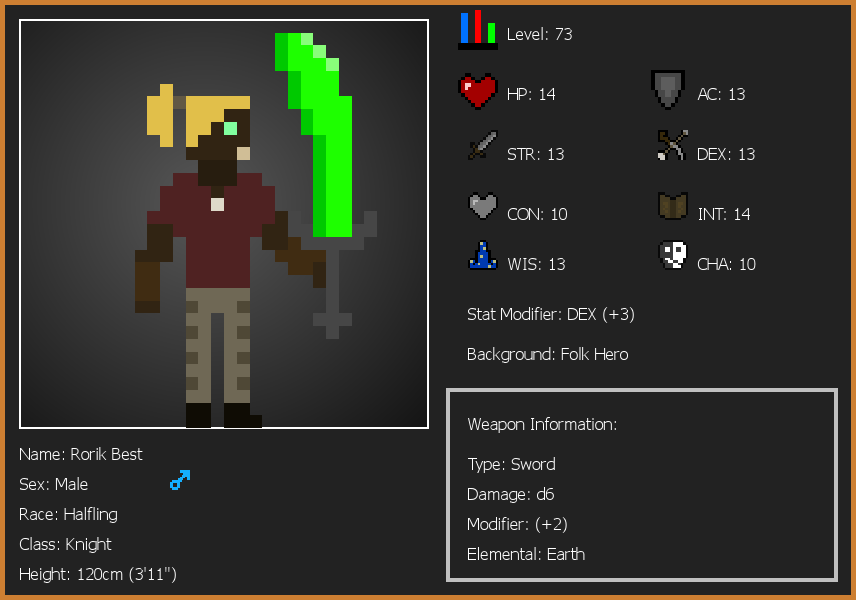 Level: 73
HP: 14
AC: 13
STR: 13
DEX: 13
CON: 10
INT: 14
WIS: 13
CHA: 10
Stat Modifier: DEX (+3)
Background: Folk Hero
Weapon Information:
Type: Sword
Damage: d6
Modifier: (+2)
Elemental: Earth
Name: Rorik Best
Sex: Male
Race: Halfling
Class: Knight
Height: 120cm (3'11")